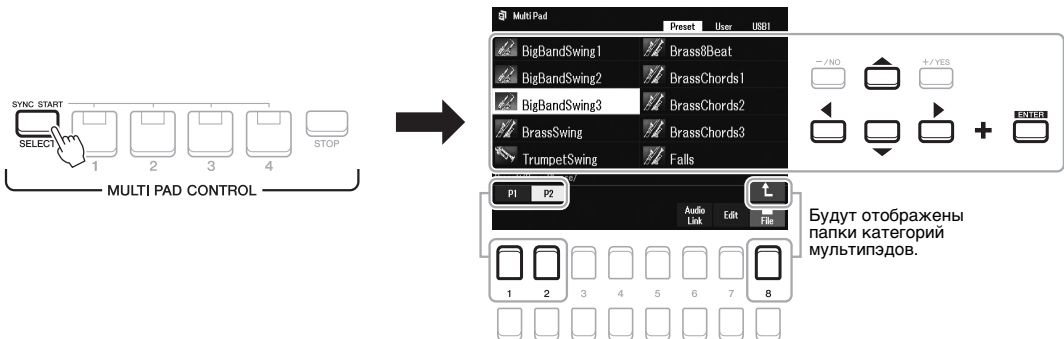 Multi Pad
Preset User USB1
BigBandSwing1 Brass8Beat
BigBandSwing2 BrassChords1
BigBandSwing3 BrassChords2
BrassSwing BrassChords3
TrumpetSwing Falls
P1 P2
Audio Link Edit File
SYNC START
SELECT
1 2 3 4
STOP
MULTI PAD CONTROL
–/NO +/YES
+ ENTER
Будут отображены
папки категорий
мультипэдов.
1 2 3 4 5 6 7 8